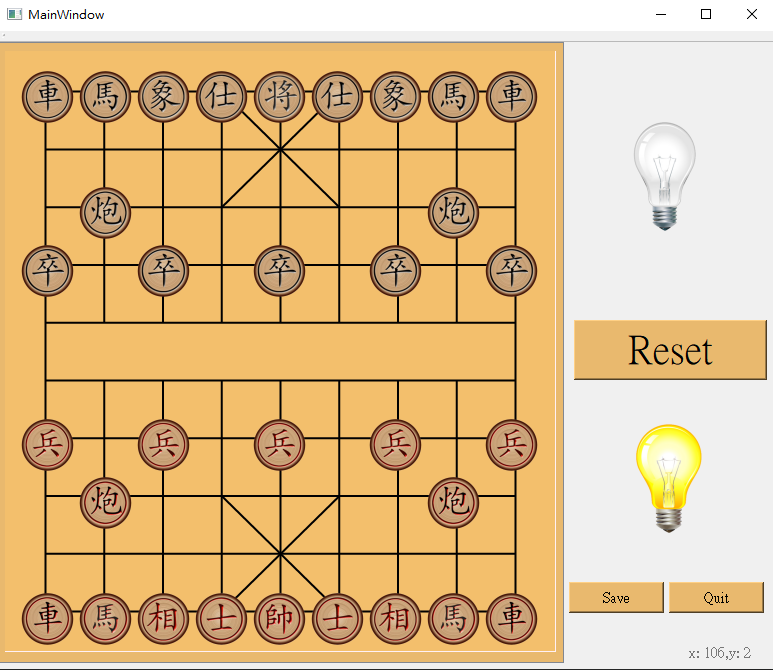 MainWindow
車 馬 象 仕 将 仕 象 馬 車
炮 炮
卒 卒 卒 卒 卒
Reset
兵 兵 兵 兵 兵
炮 炮
Save Quit
車 馬 相 士 帥 士 相 馬 車
x: 106,y: 2